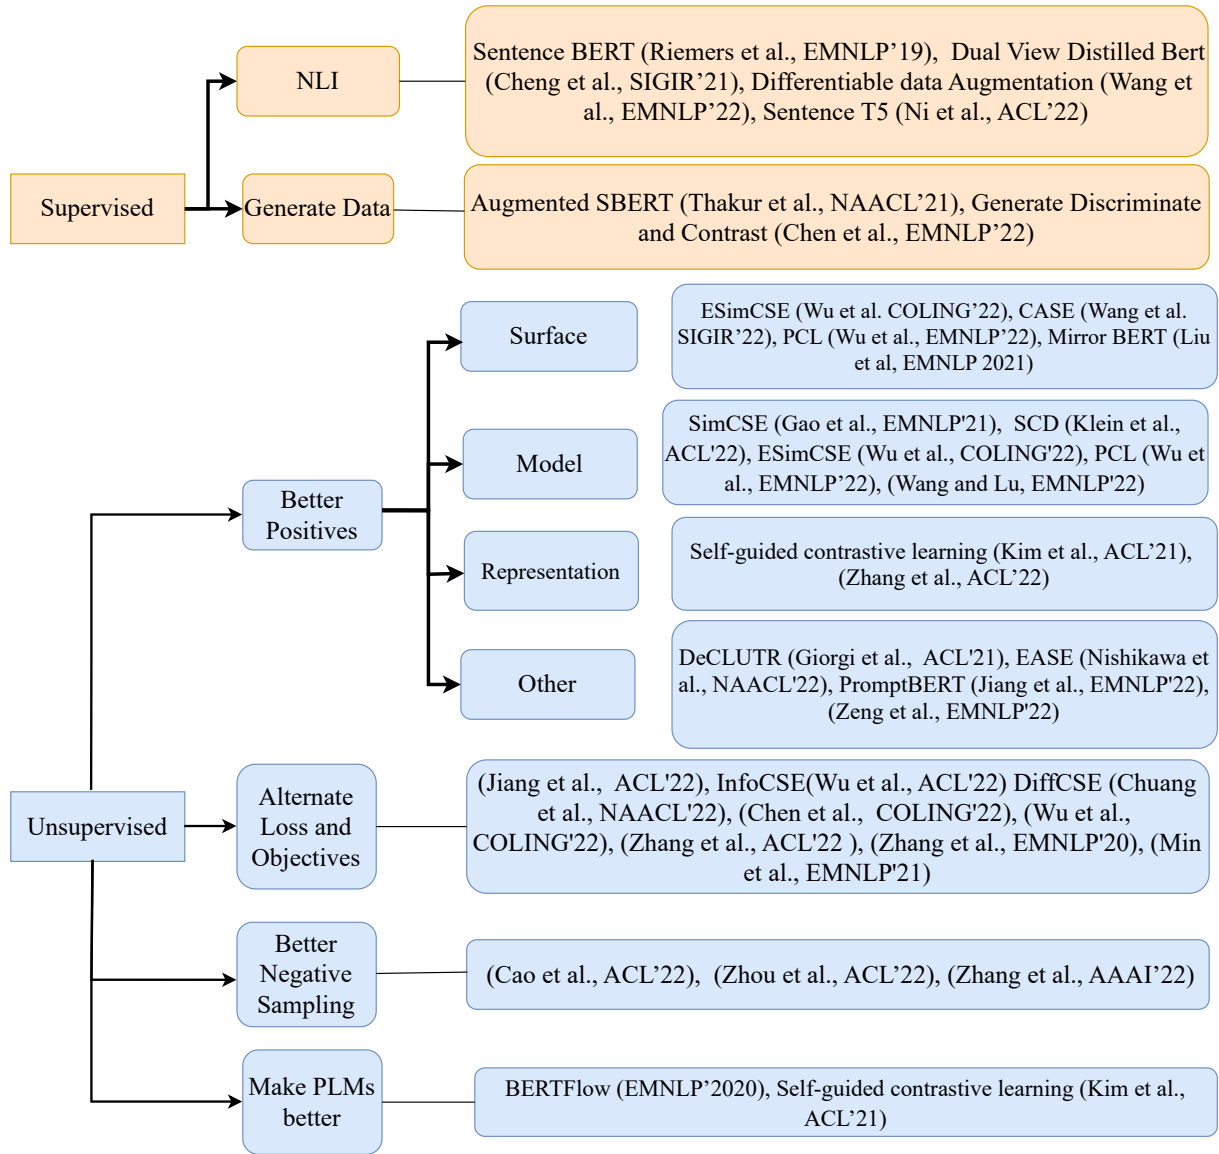 NLI
Sentence BERT (Riemers et al., EMNLP’19), Dual View Distilled Bert
(Cheng et al., SIGIR’21), Differentiable data Augmentation (Wang et
al., EMNLP’22), Sentence T5 (Ni et al., ACL’22)
Supervised
Generate Data
Augmented SBERT (Thakur et al., NAACL’21), Generate Discriminate
and Contrast (Chen et al., EMNLP’22)
Surface
ESimCSE (Wu et al. COLING’22), CASE (Wang et al.
SIGIR’22), PCL (Wu et al., EMNLP’22), Mirror BERT (Liu
et al, EMNLP 2021)
Model
SimCSE (Gao et al., EMNLP'21), SCD (Klein et al.,
ACL'22), ESimCSE (Wu et al., COLING'22), PCL (Wu et
al., EMNLP’22), (Wang and Lu, EMNLP'22)
Better
Positives
Representation
Self-guided contrastive learning (Kim et al., ACL’21),
(Zhang et al., ACL’22)
Other
DeCLUTR (Giorgi et al., ACL'21), EASE (Nishikawa et
al., NAACL'22), PromptBERT (Jiang et al., EMNLP'22),
(Zeng et al., EMNLP'22)
Unsupervised
Alternate
Loss and
Objectives
(Jiang et al., ACL'22), InfoCSE(Wu et al., ACL'22) DiffCSE (Chuang
et al., NAACL'22), (Chen et al., COLING'22), (Wu et al.,
COLING'22), (Zhang et al., ACL'22 ), (Zhang et al., EMNLP'20), (Min
et al., EMNLP'21)
Better
Negative
Sampling
(Cao et al., ACL’22), (Zhou et al., ACL’22), (Zhang et al., AAAI’22)
Make PLMs
better
BERTFlow (EMNLP’2020), Self-guided contrastive learning (Kim et al.,
ACL’21)